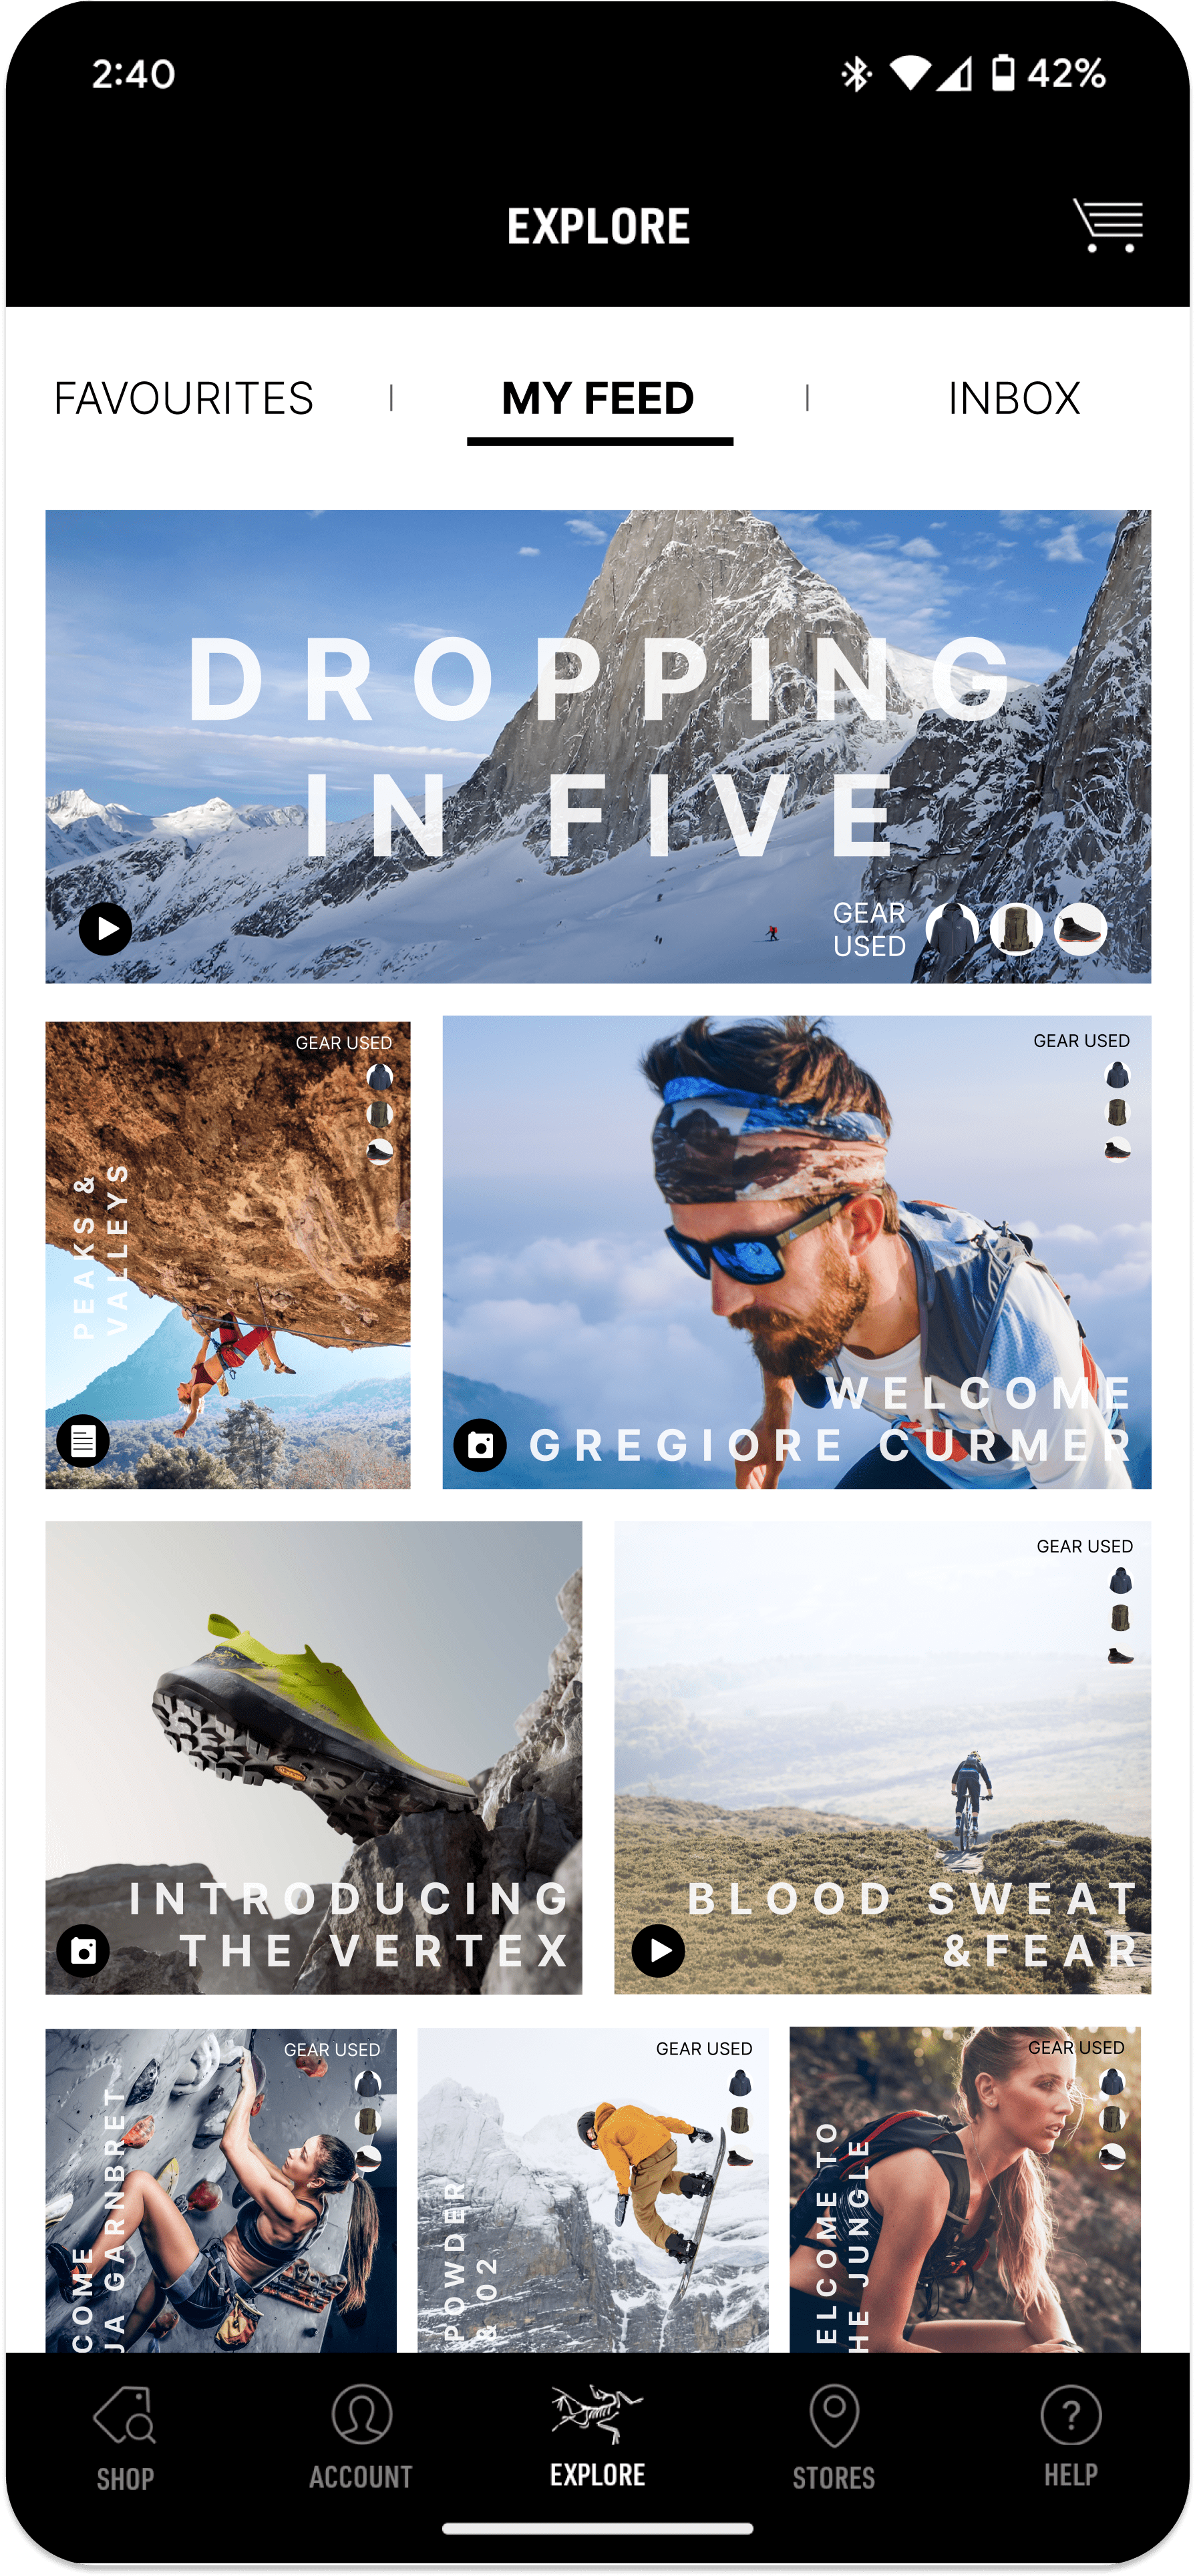 2:40
42%
EXPLORE
FAVOURITES
MY FEED
INBOX
DROPPING
IN FIVE
GEAR
USED
GEAR USED
PEAKS &
VALLEYS
GEAR USED
WELCOME
GREGIORE CURMER
INTRODUCING
THE VERTEX
GEAR USED
BLOOD SWEAT
&FEAR
GEAR USED
COME
JA GARNBRET
GEAR USED
POWDER
GEAR USED
ELCOME TO
HE JUNGLE
SHOP
ACCOUNT
EXPLORE
STORES
HELP